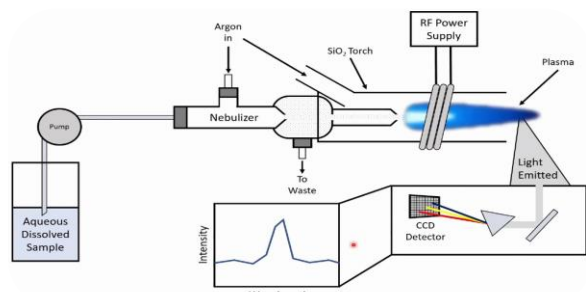 Argon
in
RF Power
Supply
SiO2 Torch
Plasma
Pump
Nebulizer
To
Waste
Light
Emitted
Aqueous
Dissolved
Sample
CCD
Detector
Intensity